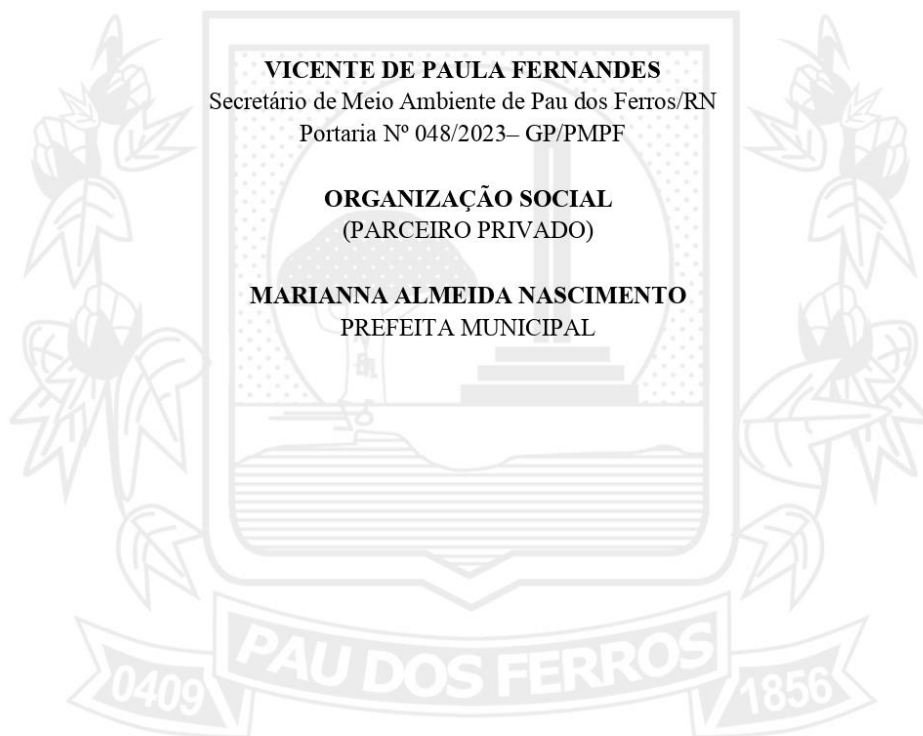 VICENTE DE PAULA FERNANDES
Secretário de Meio Ambiente de Pau dos Ferros/RN
Portaria Nº 048/2023– GP/PMPF
ORGANIZAÇÃO SOCIAL
(PARCEIRO PRIVADO)
MARIANNA ALMEIDA NASCIMENTO
PREFEITA MUNICIPAL
PAU DOS FERROS
0409
1856